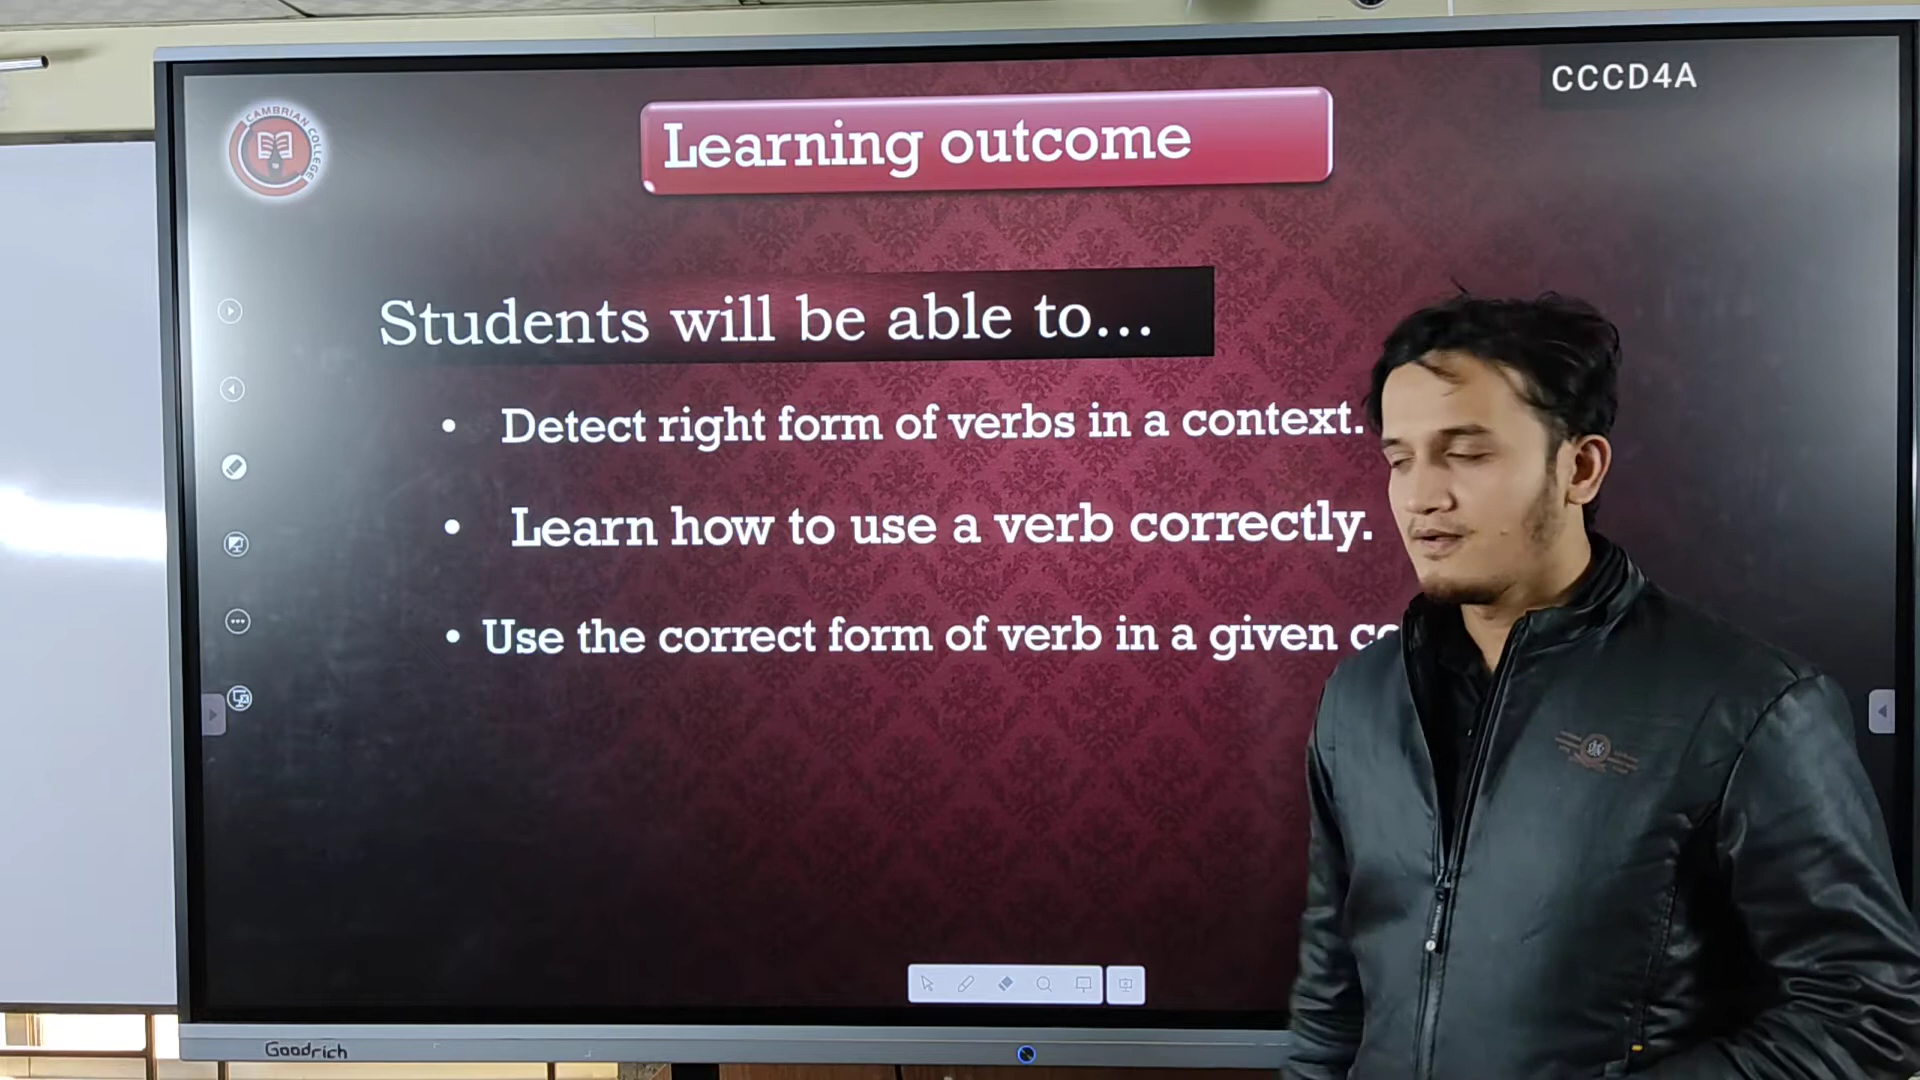 CCCD4A
CAMBRIAN COLLEGE
Learning outcome
Students will be able to...
• Detect right form of verbs in a context.
• Learn how to use a verb correctly.
• Use the correct form of verb in a given
Goodrich